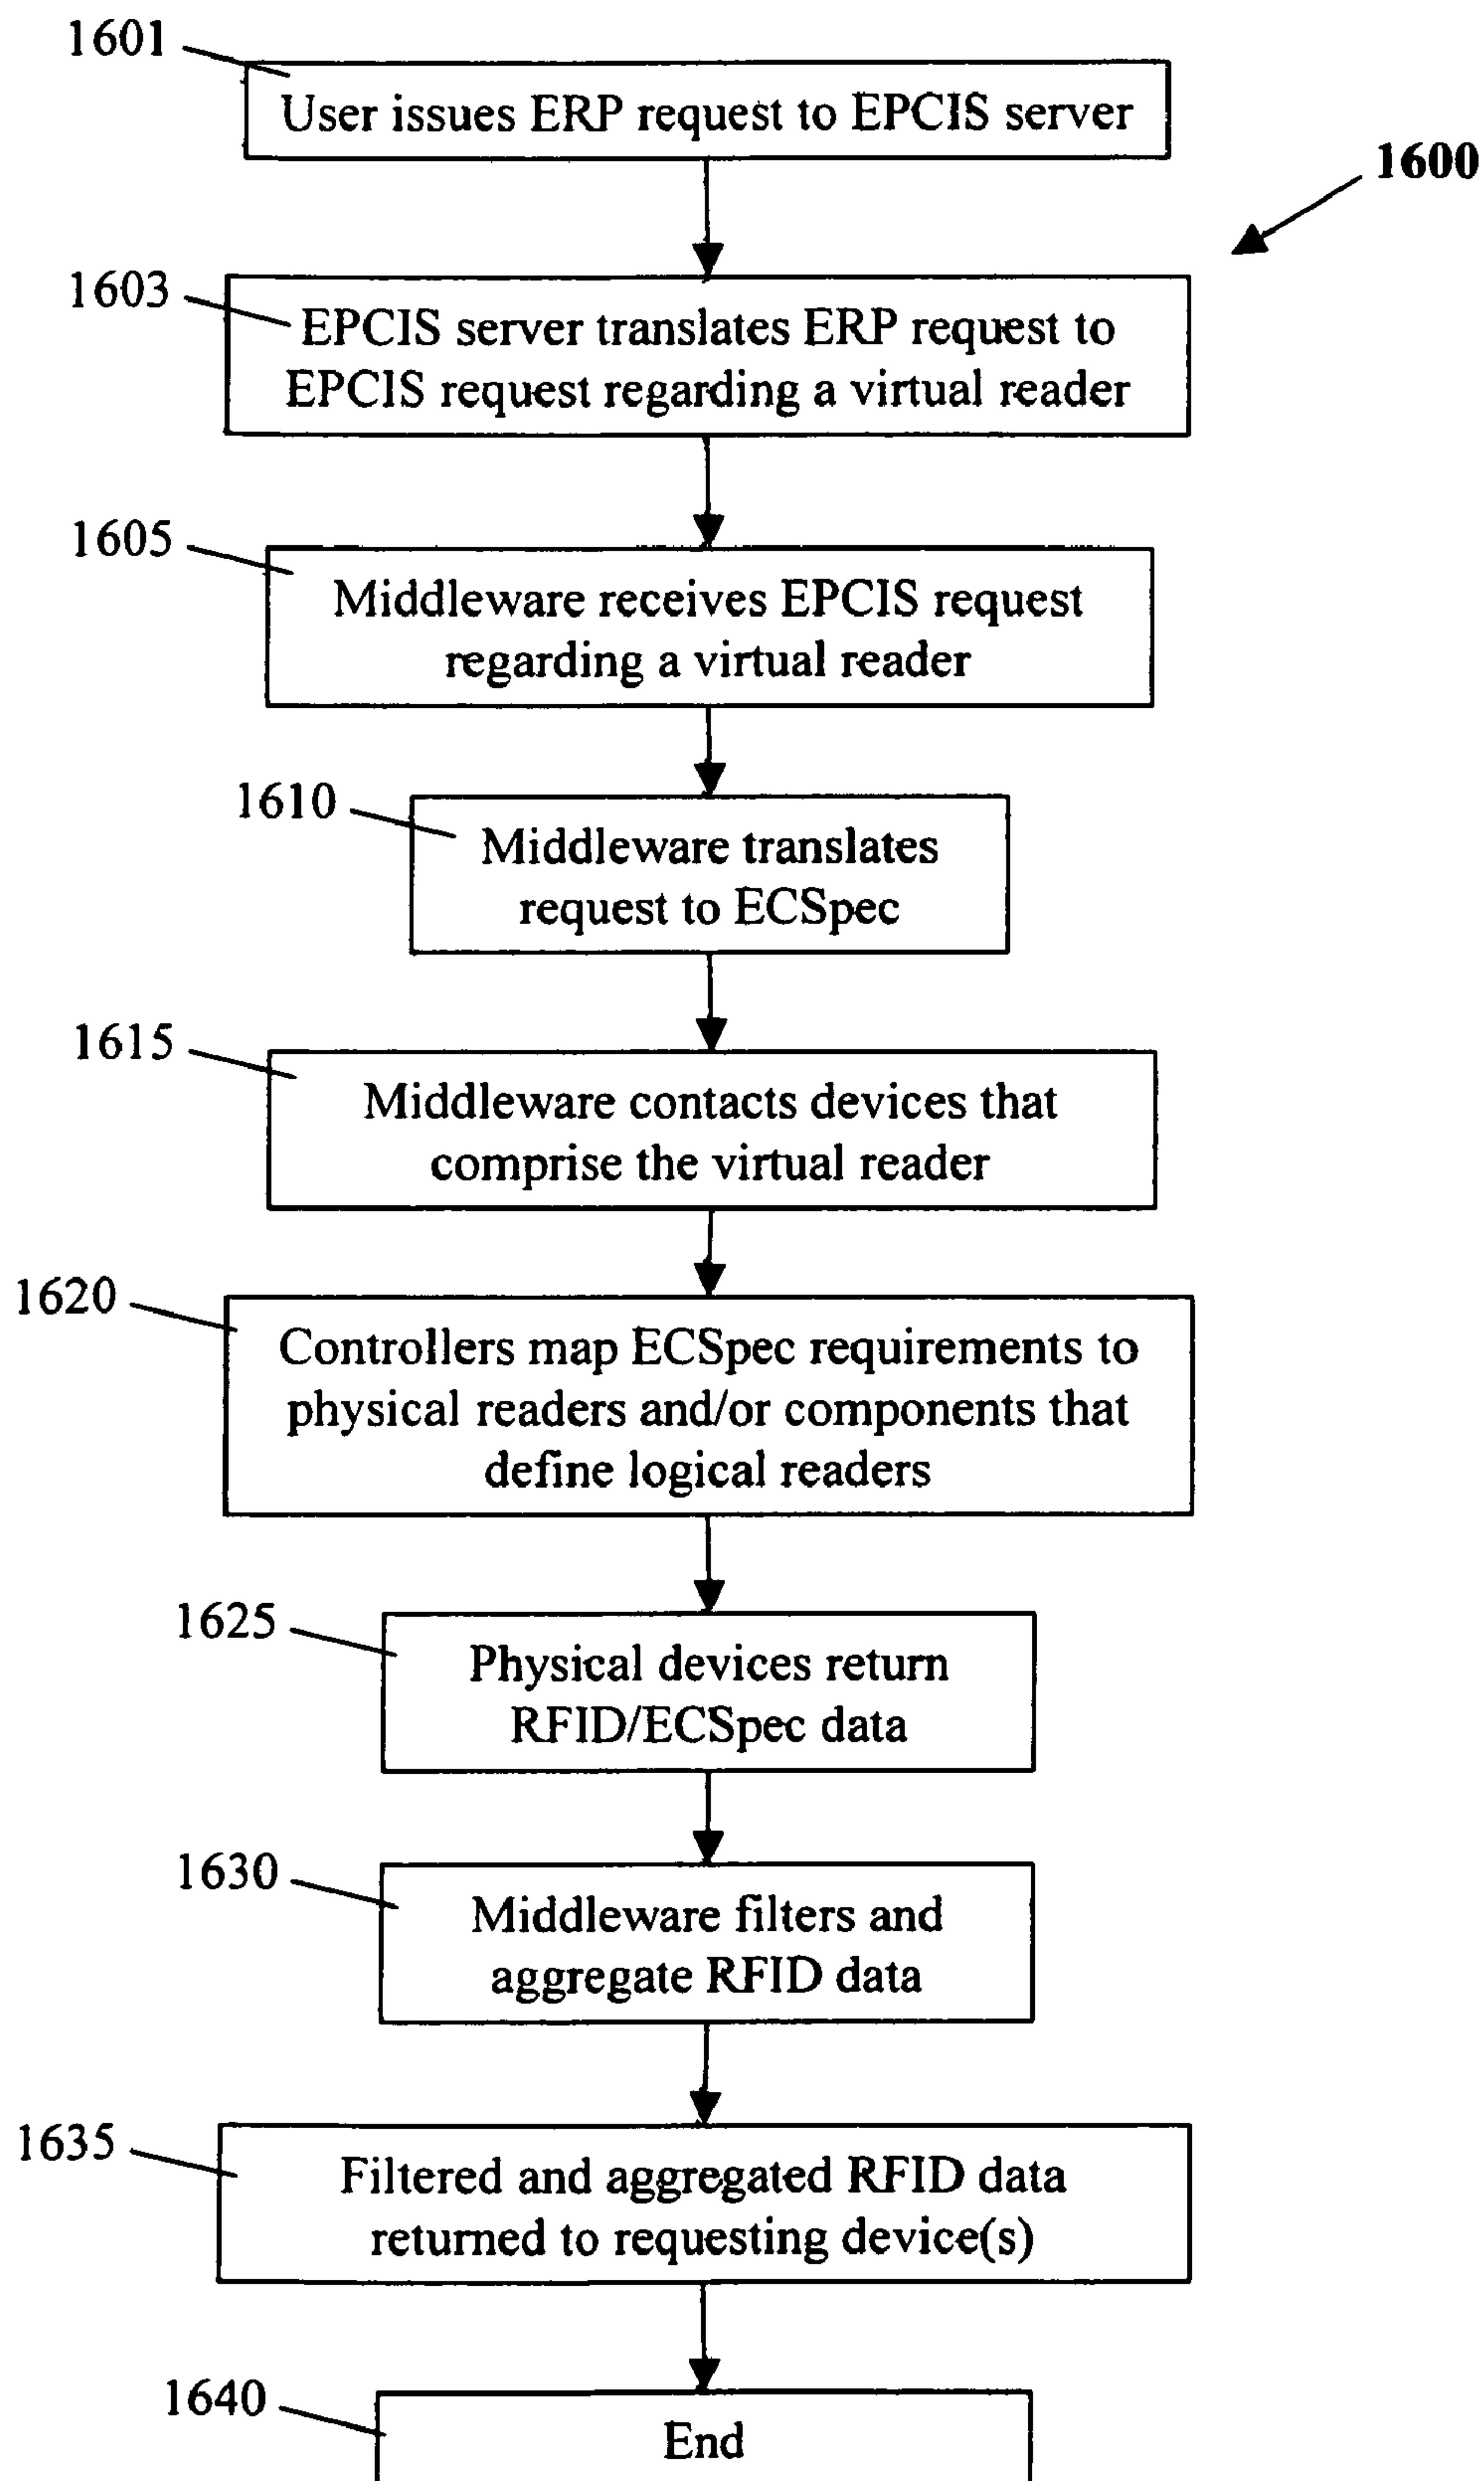 1601
User issues ERP request to EPCIS server
1600
1603
EPCIS server translates ERP request to
EPCIS request regarding a virtual reader
1605
Middleware receives EPCIS request
regarding a virtual reader
1610
Middleware translates
request to ECSpec
1615
Middleware contacts devices that
comprise the virtual reader
1620
Controllers map ECSpec requirements to
physical readers and/or components that
define logical readers
1625
Physical devices return
RFID/ECSpec data
1630
Middleware filters and
aggregate RFID data
1635
Filtered and aggregated RFID data
returned to requesting device(s)
1640
End